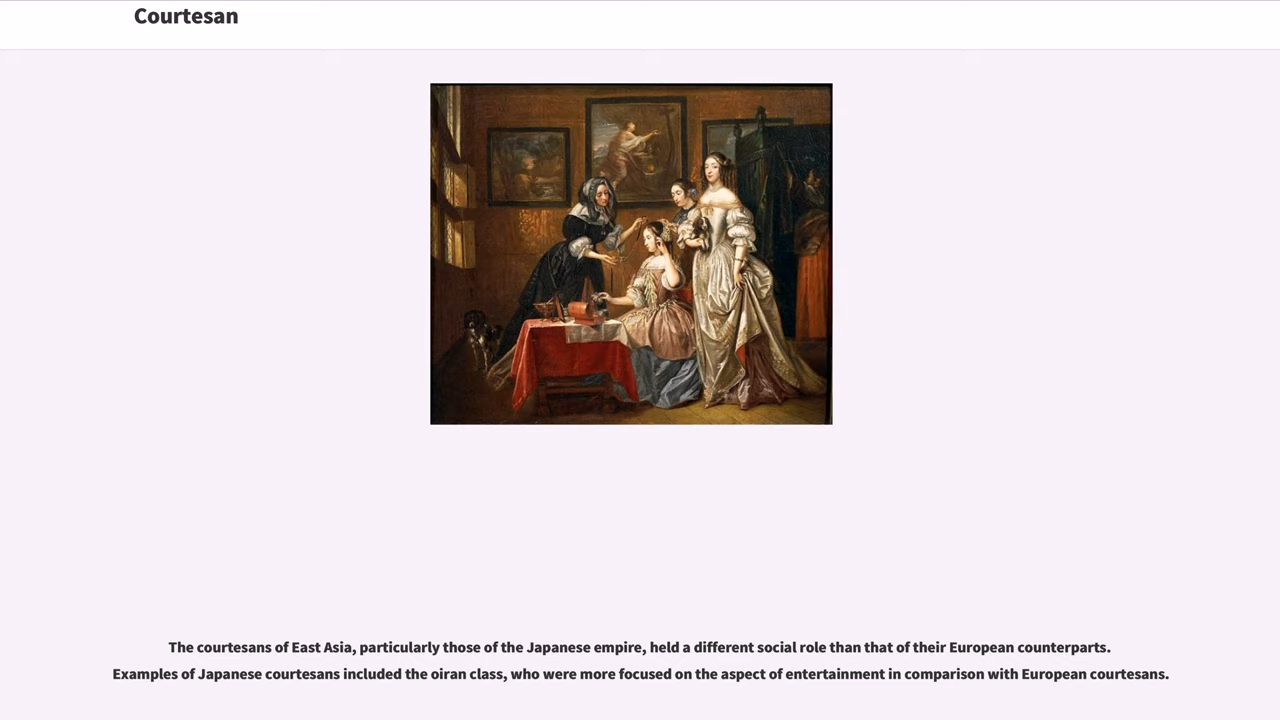 Courtesan
The courtesans of East Asia, particularly those of the Japanese empire, held a different social role than that of their European counterparts.
Examples of Japanese courtesans included the oiran class, who were more focused on the aspect of entertainment in comparison with European courtesans.